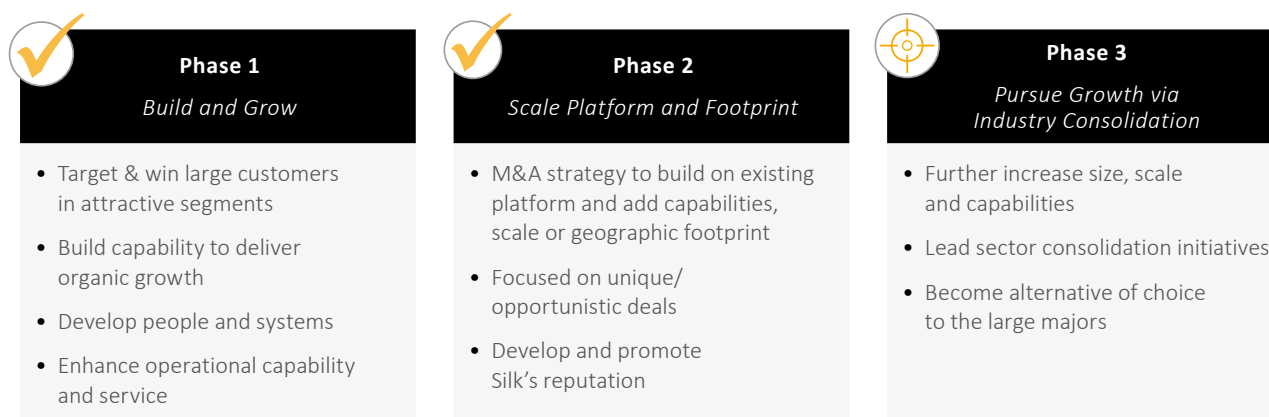 Phase 1
Build and Grow
• Target & win large customers
in attractive segments
• Build capability to deliver
organic growth
• Develop people and systems
• Enhance operational capability
and service
Phase 2
Scale Platform and Footprint
• M&A strategy to build on existing
platform and add capabilities,
scale or geographic footprint
• Focused on unique/
opportunistic deals
• Develop and promote
Silk’s reputation
Phase 3
Pursue Growth via
Industry Consolidation
• Further increase size, scale
and capabilities
• Lead sector consolidation initiatives
• Become alternative of choice
to the large majors